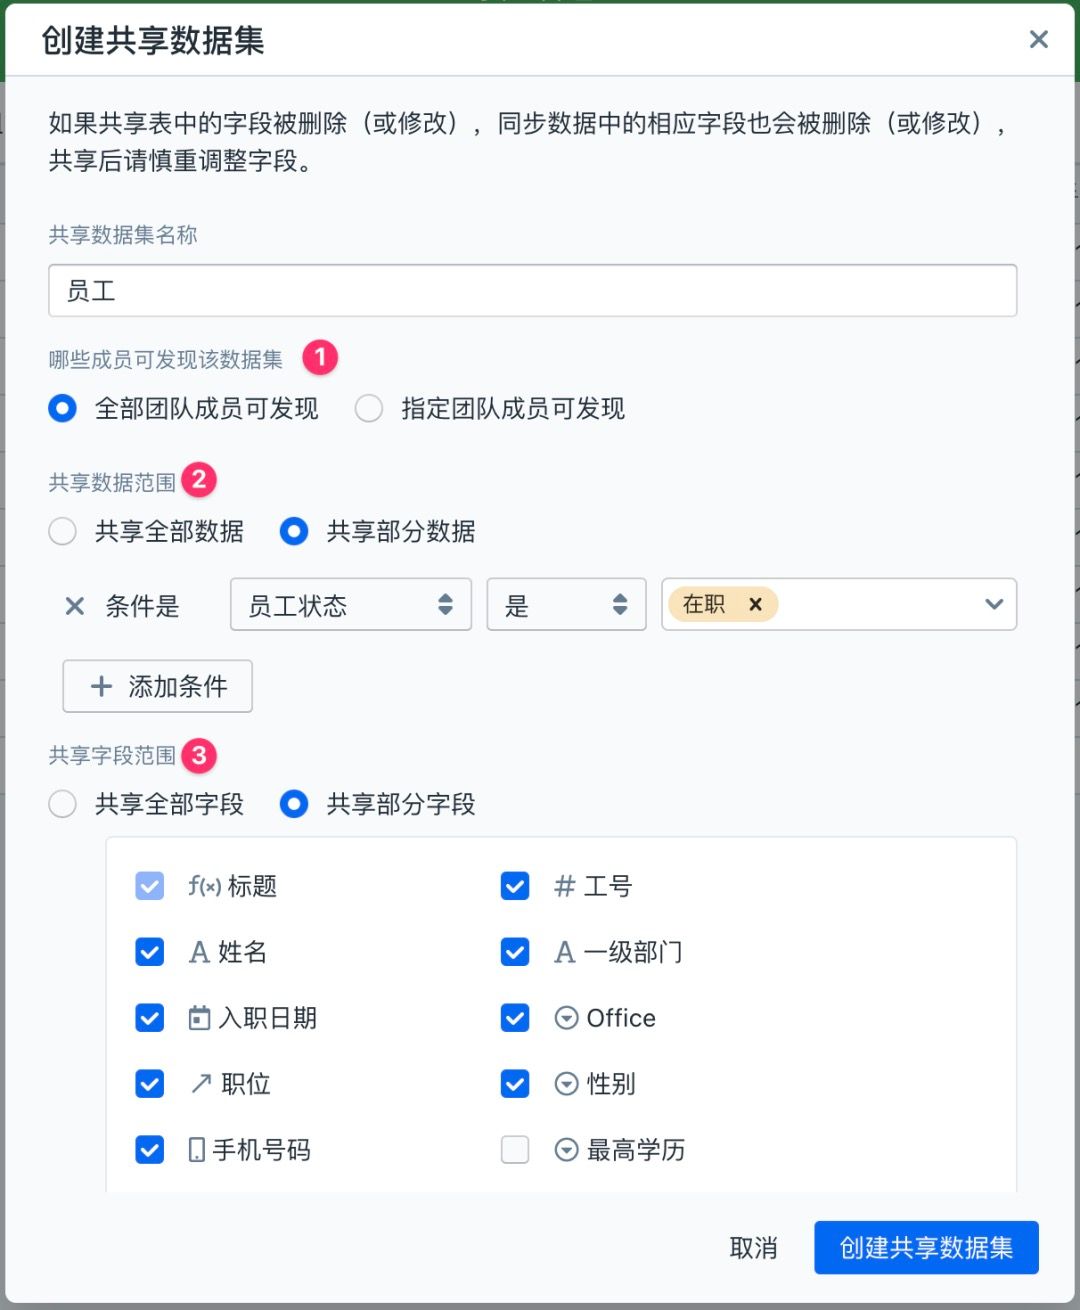 创建共享数据集
如果共享表中的字段被删除（或修改），同步数据中的相应字段也会被删除（或修改），
共享后请慎重调整字段。
共享数据集名称
员工
哪些成员可发现该数据集 1
全部团队成员可发现 指定团队成员可发现
共享数据范围 2
共享全部数据 共享部分数据
条件是 员工状态 是 在职 x
+ 添加条件
共享字段范围 3
共享全部字段 共享部分字段
f(x) 标题 # 工号
A 姓名 A 一级部门
入职日期 Office
职位 性别
手机号码 最高学历
取消 创建共享数据集